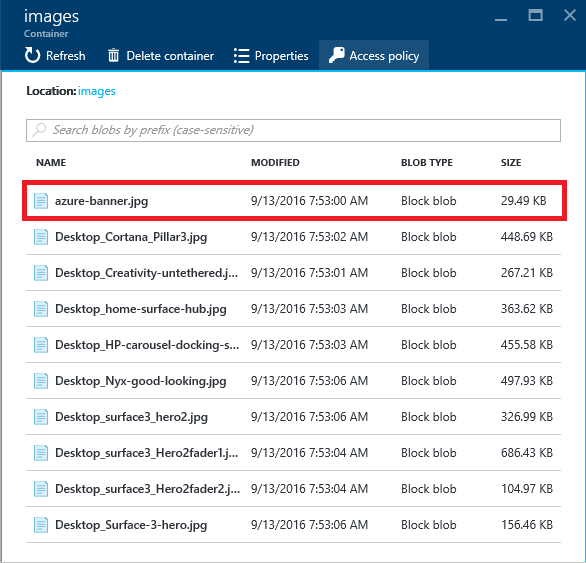 images
Container
Refresh Delete container Properties Access policy
Location: images
Search blobs by prefix (case-sensitive)
NAME MODIFIED BLOB TYPE SIZE
azure-banner.jpg 9/13/2016 7:53:00 AM Block blob 29.49 KB
Desktop_Cortana_Pillar3.jpg 9/13/2016 7:53:02 AM Block blob 448.69 KB
Desktop_Creativity-untethered.j... 9/13/2016 7:53:01 AM Block blob 267.21 KB
Desktop_home-surface-hub.jpg 9/13/2016 7:53:03 AM Block blob 363.62 KB
Desktop_HP-carousel-docking-s... 9/13/2016 7:53:03 AM Block blob 455.58 KB
Desktop_Nyx-good-looking.jpg 9/13/2016 7:53:06 AM Block blob 497.93 KB
Desktop_surface3_hero2.jpg 9/13/2016 7:53:06 AM Block blob 326.99 KB
Desktop_surface3_Hero2fader1.j... 9/13/2016 7:53:04 AM Block blob 686.43 KB
Desktop_surface3_Hero2fader2.j... 9/13/2016 7:53:04 AM Block blob 104.97 KB
Desktop_Surface-3-hero.jpg 9/13/2016 7:53:06 AM Block blob 156.46 KB